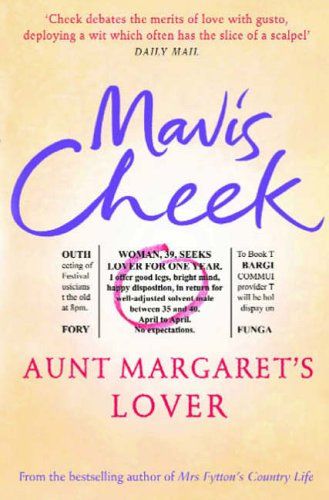 'Cheek debates the merits of love with gusto,
deploying a wit which often has the slice of a scalpel'
DAILY MAIL
Mavis
Cheek
OUTH
ecting of
Festival
usicians
t the old
at 8pm.
FORY
WOMAN, 39, SEEKS
LOVER FOR ONE YEAR.
I offer good legs, bright mind,
happy disposition, in return for
well-adjusted solvent male
between 35 and 40.
April to April.
No expectations.
To Book T
BARGI
COMMUI
provider T
will be hol
dispay on
FUNGA
AUNT MARGARET'S
LOVER
From the bestselling author of Mrs Fytton's Country Life